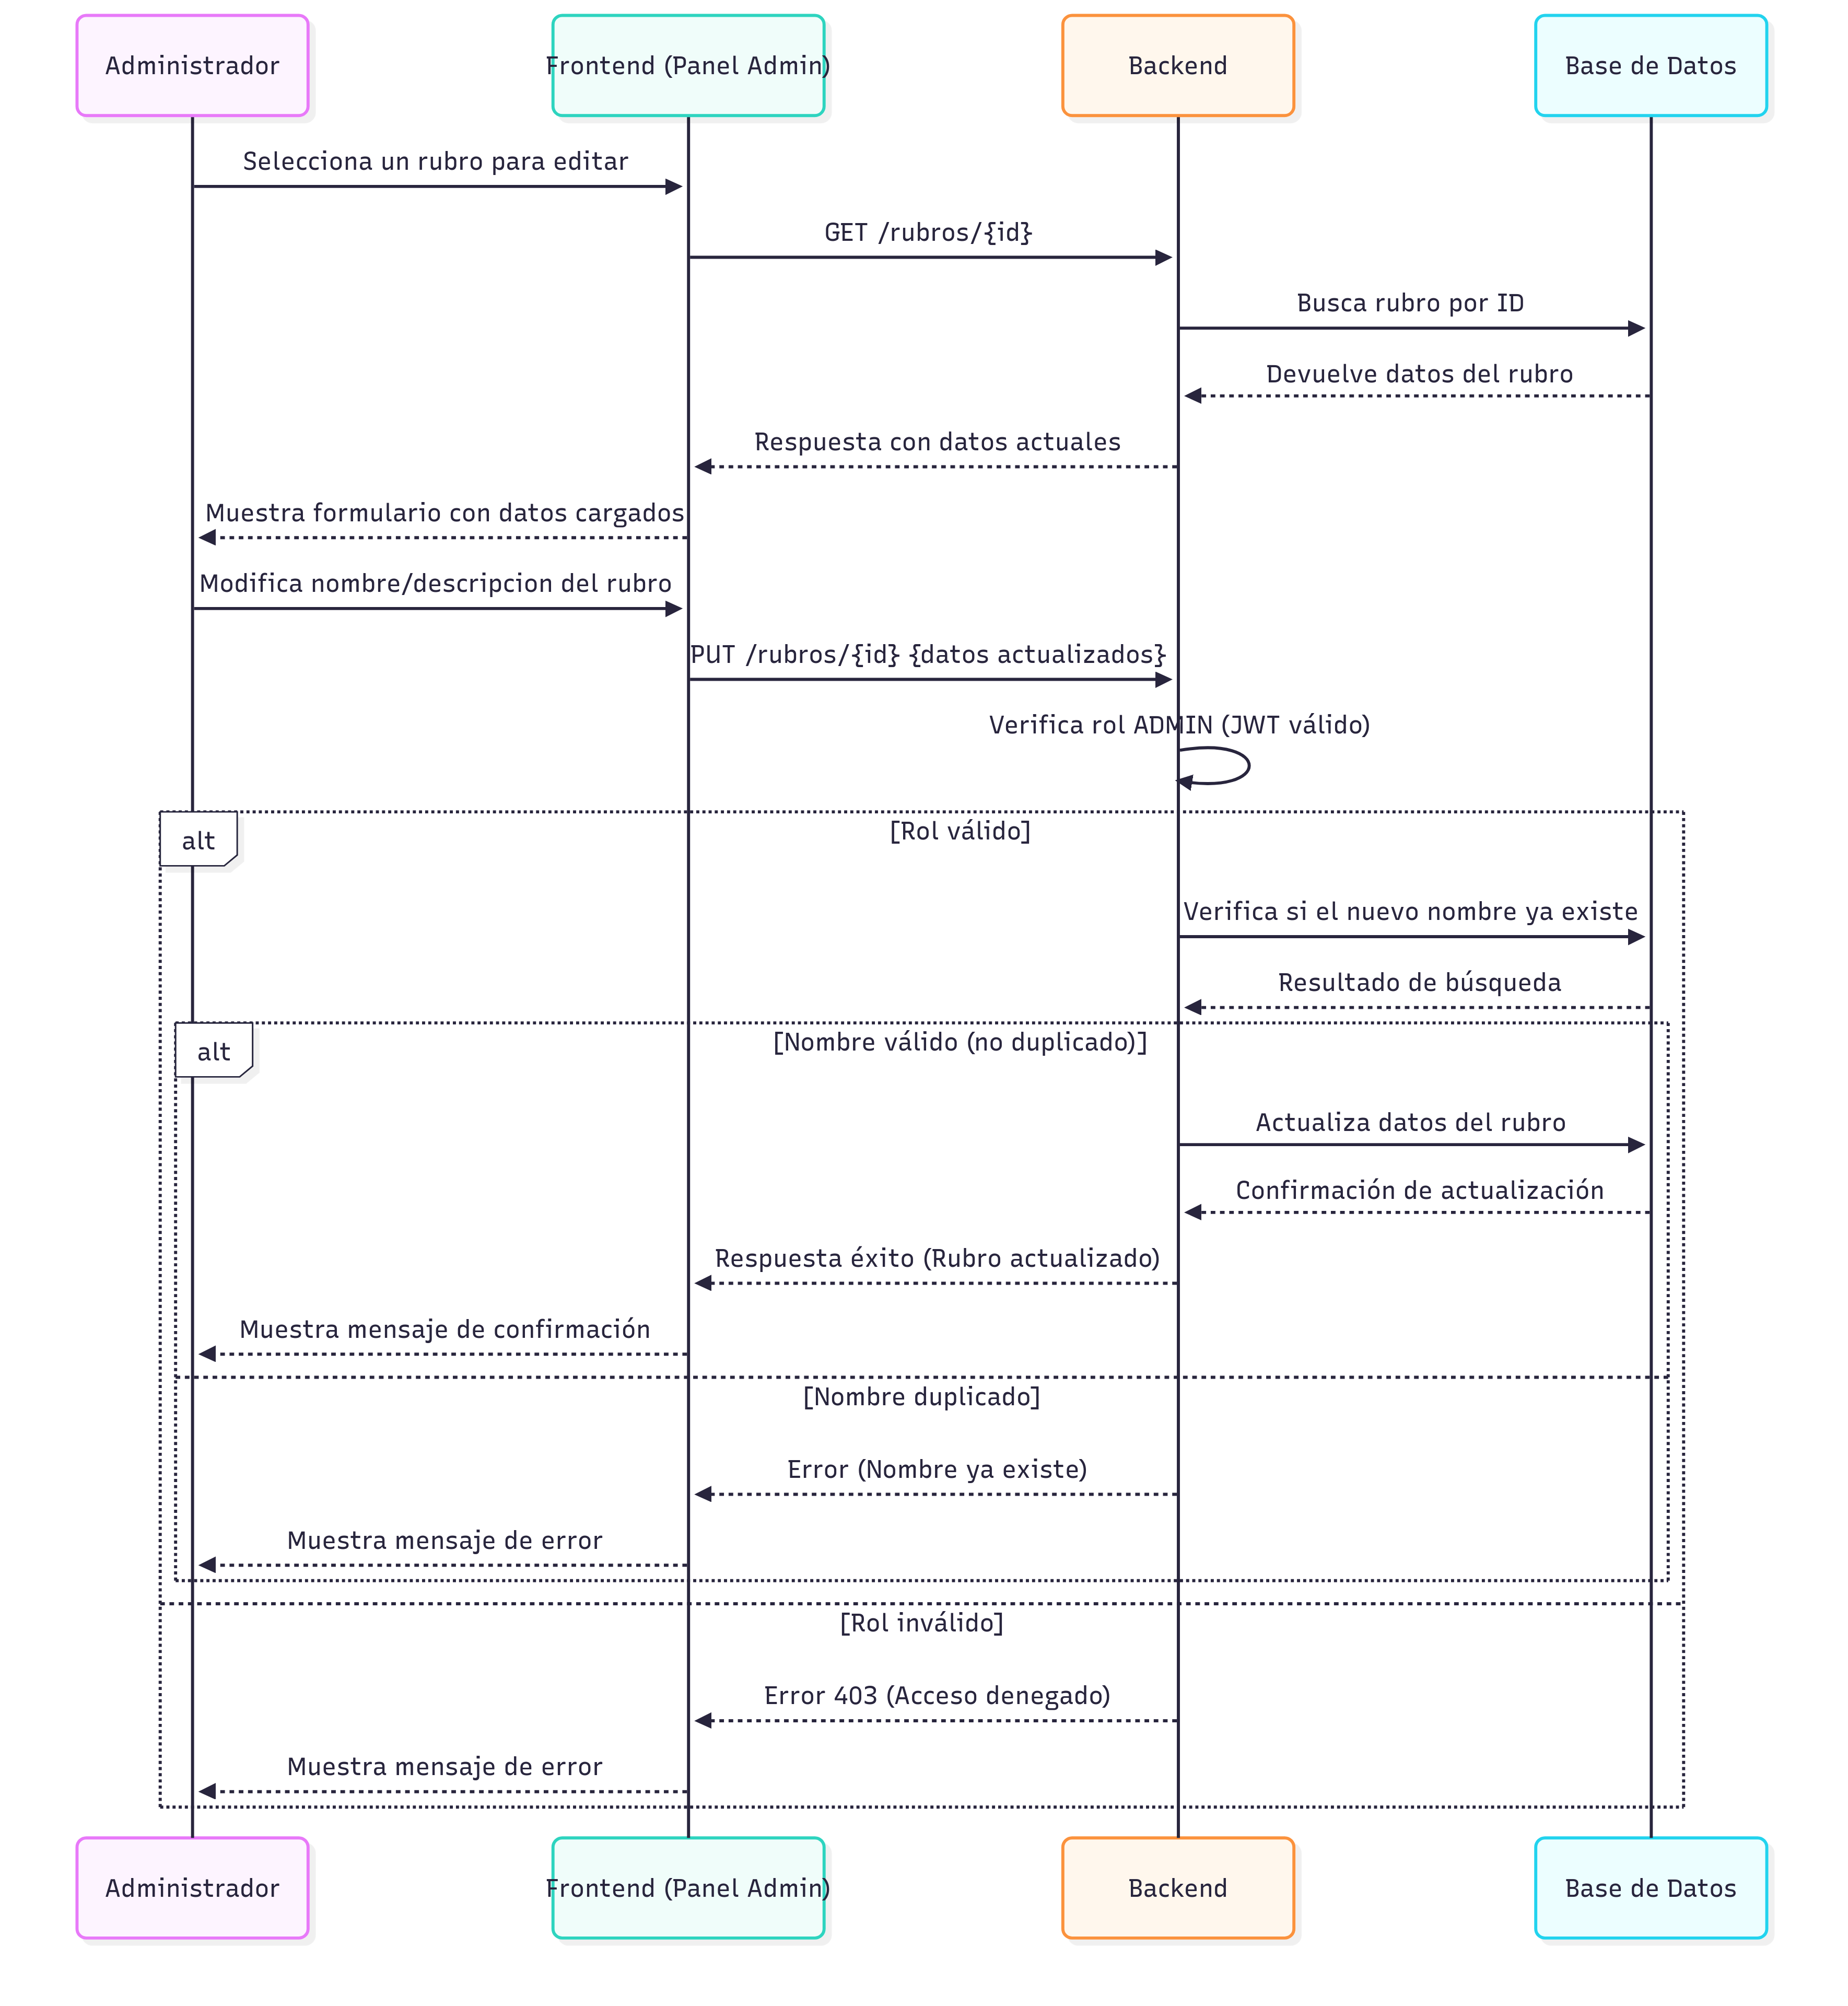 Administrador
Frontend (Panel Admin)
Backend
Base de Datos
Selecciona un rubro para editar
GET /rubros/{id}
Busca rubro por ID
Devuelve datos del rubro
Respuesta con datos actuales
Muestra formulario con datos cargados
Modifica nombre/descripcion del rubro
PUT /rubros/{id} {datos actualizados}
Verifica rol ADMIN (JWT válido)
alt
[Rol válido]
Verifica si el nuevo nombre ya existe
Resultado de búsqueda
alt
[Nombre válido (no duplicado)]
Actualiza datos del rubro
Confirmación de actualización
Respuesta éxito (Rubro actualizado)
Muestra mensaje de confirmación
[Nombre duplicado]
Error (Nombre ya existe)
Muestra mensaje de error
[Rol inválido]
Error 403 (Acceso denegado)
Muestra mensaje de error
Administrador
Frontend (Panel Admin)
Backend
Base de Datos